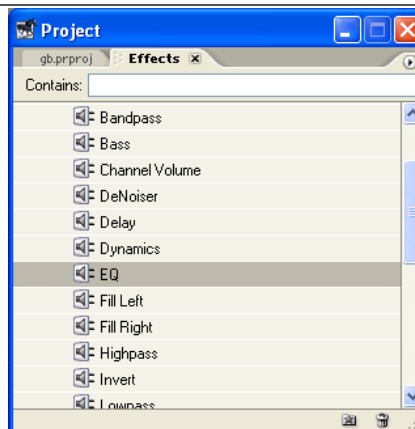 Project
gb.prproj Effects
Contains:
Bandpass
Bass
Channel Volume
DeNoiser
Delay
Dynamics
EQ
Fill Left
Fill Right
Highpass
Invert
Lowpass